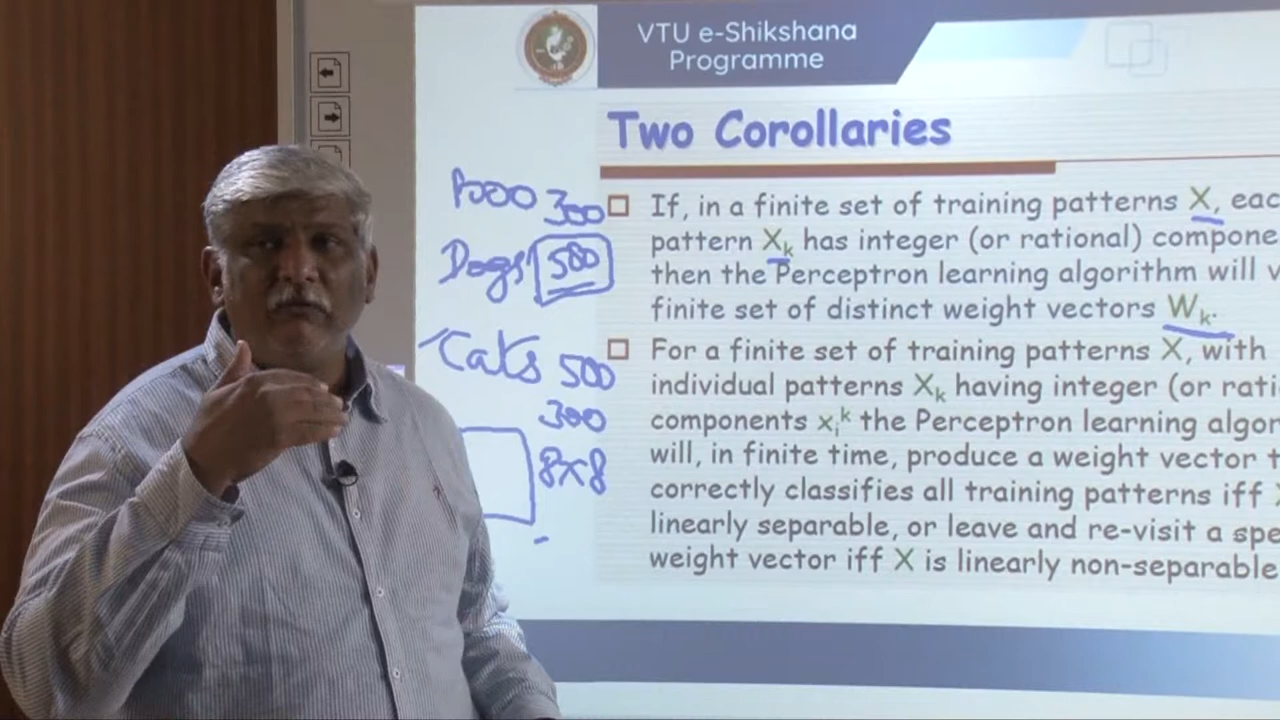 VTU e-Shikshana
Programme
Two Corollaries
300
Dogs 500
Cats 500
300
8x8
If, in a finite set of training patterns X, eac
pattern Xk has integer (or rational) compone
then the Perceptron learning algorithm will v
finite set of distinct weight vectors Wk.
For a finite set of training patterns X, with
individual patterns Xk having integer (or rati
components xi^k the Perceptron learning algor
will, in finite time, produce a weight vector t
correctly classifies all training patterns iff
linearly separable, or leave and re-visit a spe
weight vector iff X is linearly non-separable